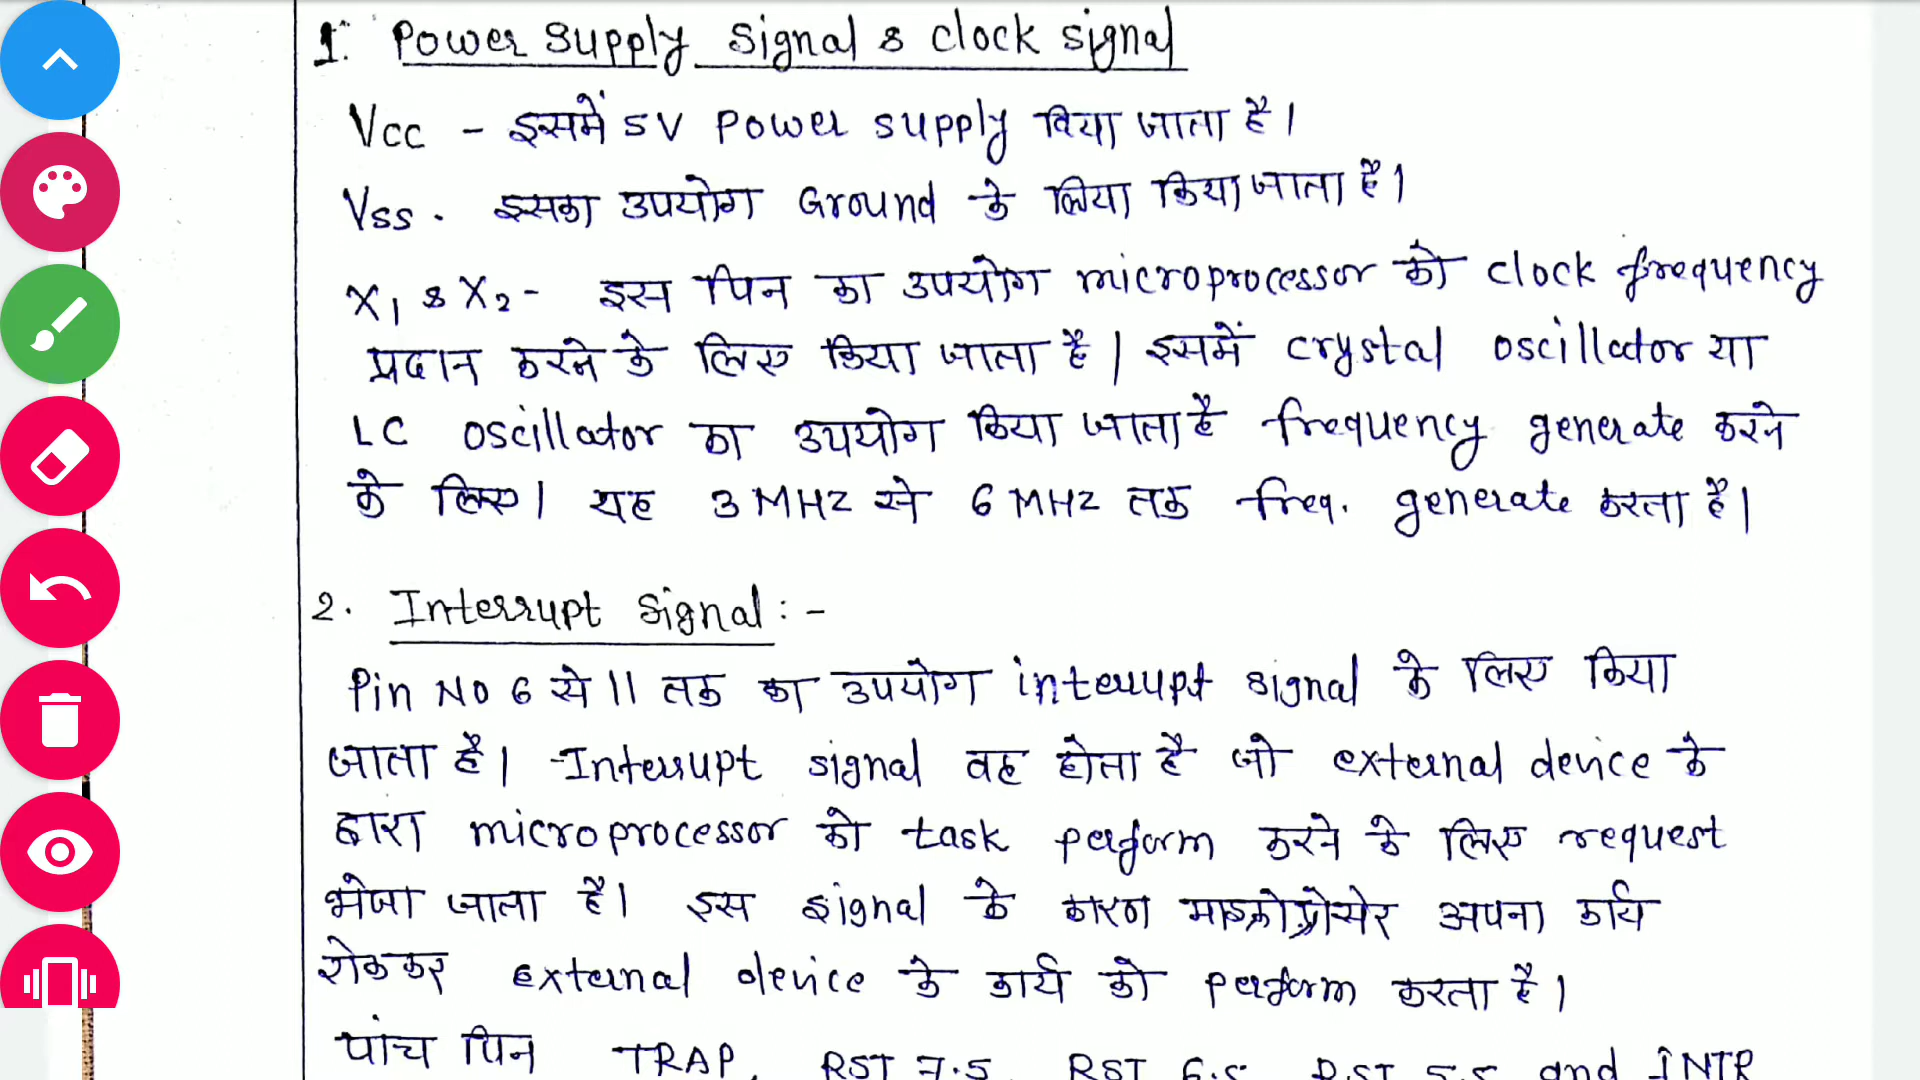 1. Power Supply Signal & Clock Signal
Vcc - इसमें 5V Power supply दिया जाता है।
Vss. इसका उपयोग Ground के लिया किया जाता है।
X1 & X2 - इस पिन का उपयोग microprocessor को clock frequency
प्रदान करने के लिए किया जाता है। इसमें crystal oscillator या
LC oscillator का उपयोग किया जाता है frequency generate करने
के लिए। यह 3 MHZ से 6 MHZ तक freq. generate करता है।
2. Interrupt Signal : -
Pin No 6 से 11 तक का उपयोग interrupt signal के लिए किया
जाता है। Interrupt signal वह होता है जो external device के
द्वारा microprocessor को task perform करने के लिए request
भेजा जाता है। इस signal के कारण माइक्रोप्रोसेर अपना कार्य
रोककर External device के कार्य को perform करता है।
पांच पिन TRAP, RST 7.5, RST 6.5, RST 5.5 and INTR